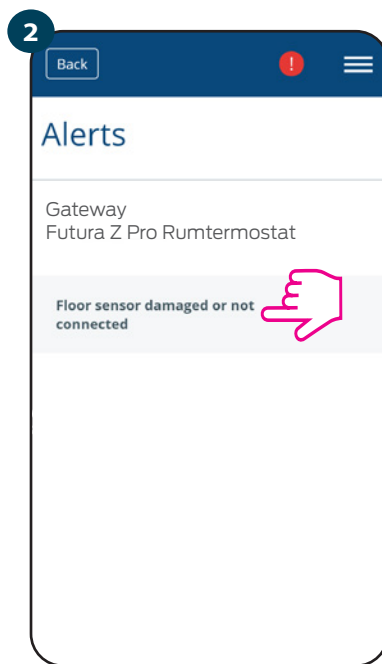 2
Back
!
Alerts
Gateway
Futura Z Pro Rumtermostat
Floor sensor damaged or not
connected